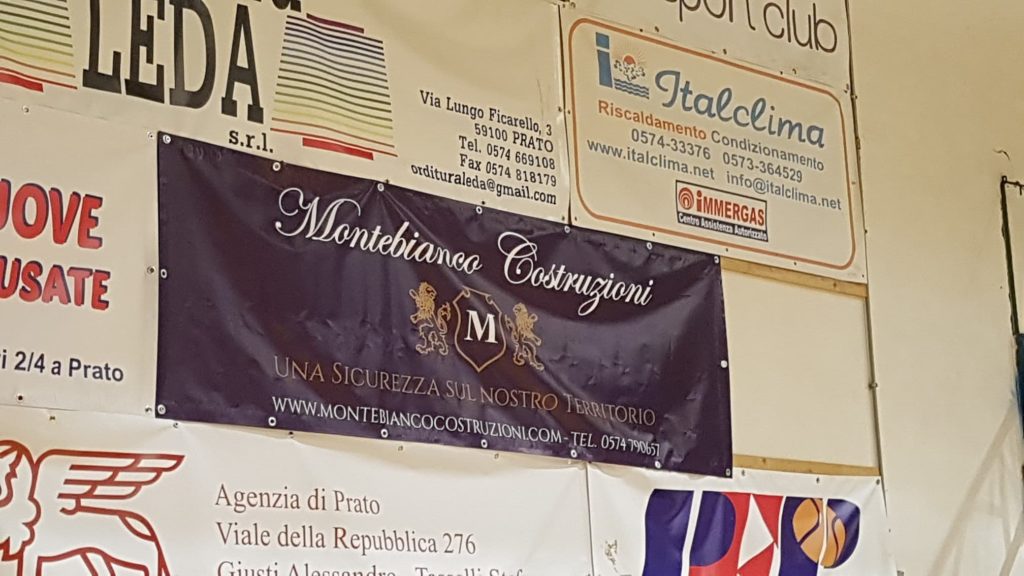 LEDA
s.r.l.
Via Lungo Ficarello, 3
59100 PRATO
Tel. 0574 669108
Fax 0574 818179
ordituraleda@gmail.com
sport club
Italclima
Riscaldamento Condizionamento
0574-33376 0573-364529
www.italclima.net info@italclima.net
IMMERGAS
Centro Assistenza Autorizzato
USATE
2/4 a Prato
Montebianco Costruzioni
M
UNA SICUREZZA SUL NOSTRO TERRITORIO
WWW.MONTEBIANCOCOSTRUZIONI.COM - TEL. 0574 790651
Agenzia di Prato
Viale della Repubblica 276
Giusti Alessandro